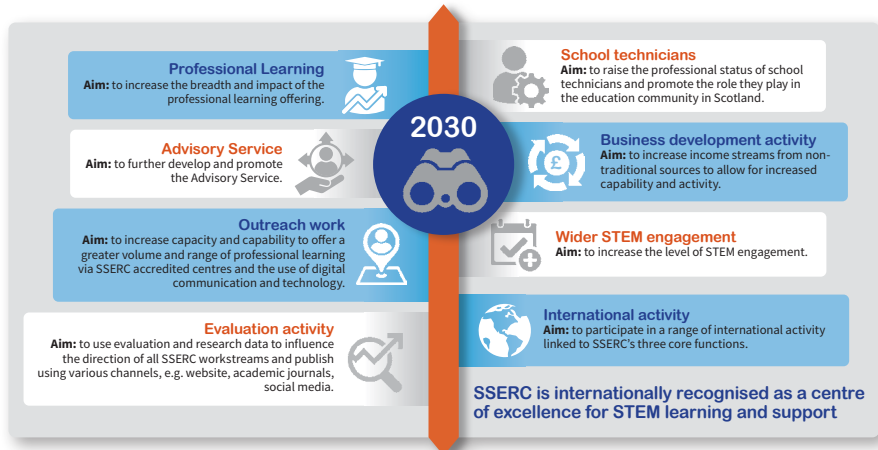 Professional Learning
Aim: to increase the breadth and impact of the
professional learning offering.
Advisory Service
Aim: to further develop and promote
the Advisory Service.
Outreach work
Aim: to increase capacity and capability to offer a
greater volume and range of professional learning
via SSERC accredited centres and the use of digital
communication and technology.
Evaluation activity
Aim: to use evaluation and research data to influence
the direction of all SSERC workstreams and publish
using various channels, e.g. website, academic journals,
social media.
2030
School technicians
Aim: to raise the professional status of school
technicians and promote the role they play in
the education community in Scotland.
£
Business development activity
Aim: to increase income streams from non-
traditional sources to allow for increased
capability and activity.
Wider STEM engagement
Aim: to increase the level of STEM engagement.
International activity
Aim: to participate in a range of international activity
linked to SSERC's three core functions.
SSERC is internationally recognised as a centre
of excellence for STEM learning and support